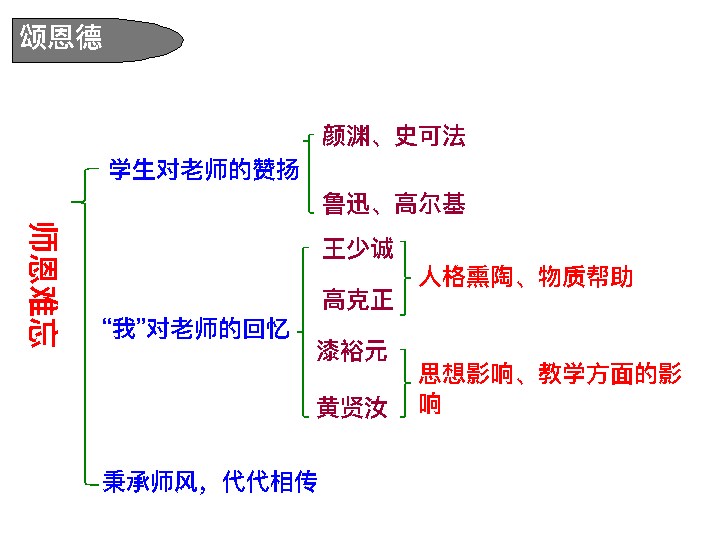 颂恩德
师恩难忘
学生对老师的赞扬
颜渊、史可法
鲁迅、高尔基
“我”对老师的回忆
王少诚
高克正
人格熏陶、物质帮助
漆裕元
黄贤汝
思想影响、教学方面的影
响
秉承师风，代代相传